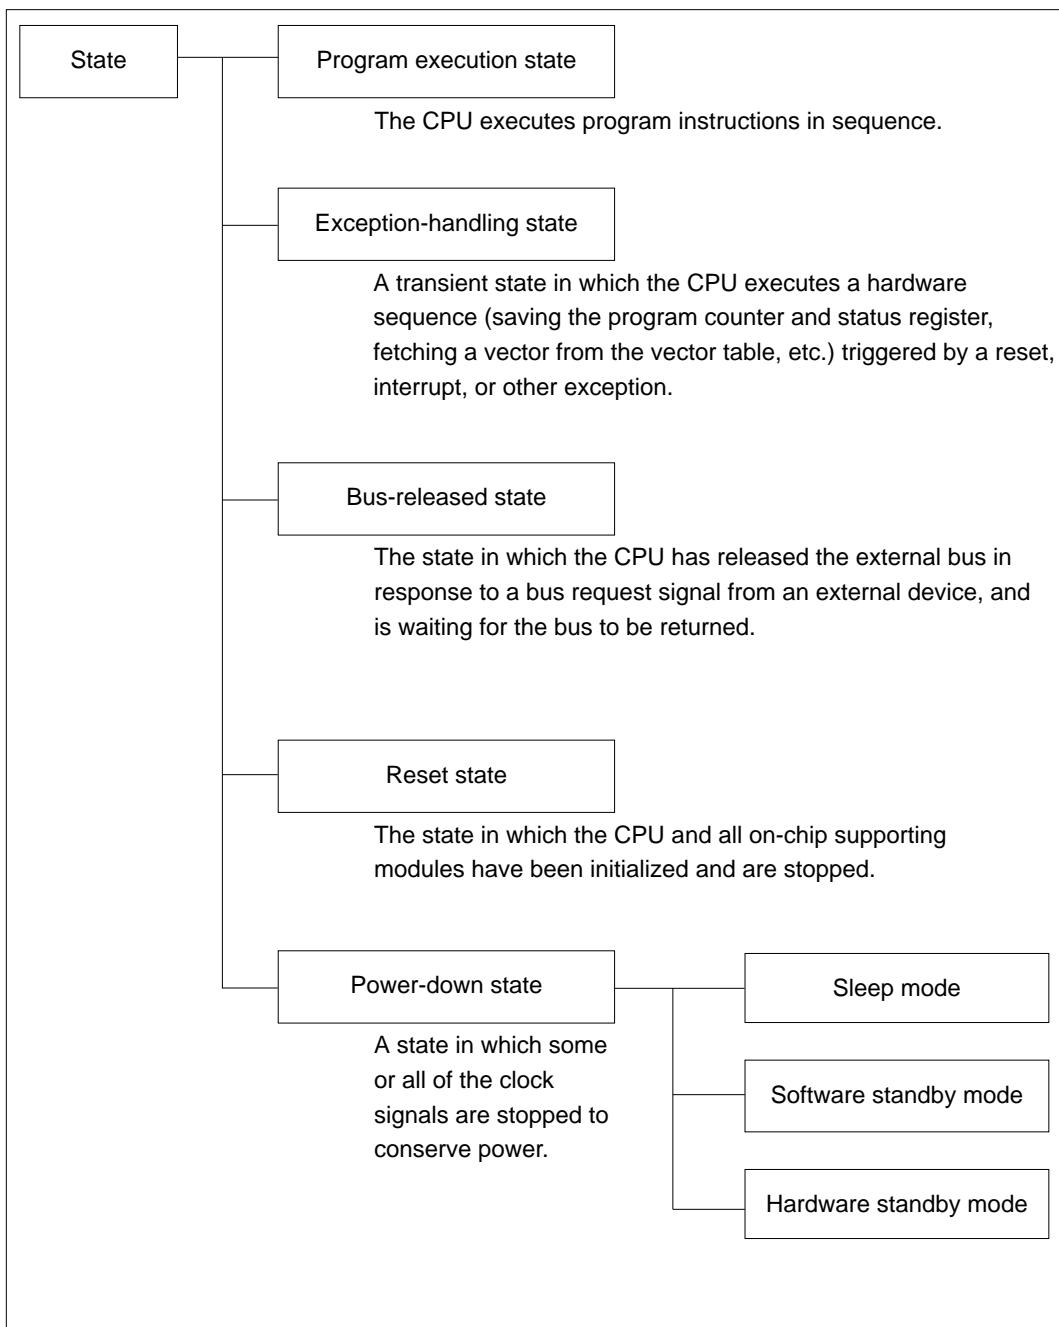 State
Program execution state
The CPU executes program instructions in sequence.
Exception-handling state
A transient state in which the CPU executes a hardware
sequence (saving the program counter and status register,
fetching a vector from the vector table, etc.) triggered by a reset,
interrupt, or other exception.
Bus-released state
The state in which the CPU has released the external bus in
response to a bus request signal from an external device, and
is waiting for the bus to be returned.
Reset state
The state in which the CPU and all on-chip supporting
modules have been initialized and are stopped.
Power-down state
A state in which some
or all of the clock
signals are stopped to
conserve power.
Sleep mode
Software standby mode
Hardware standby mode